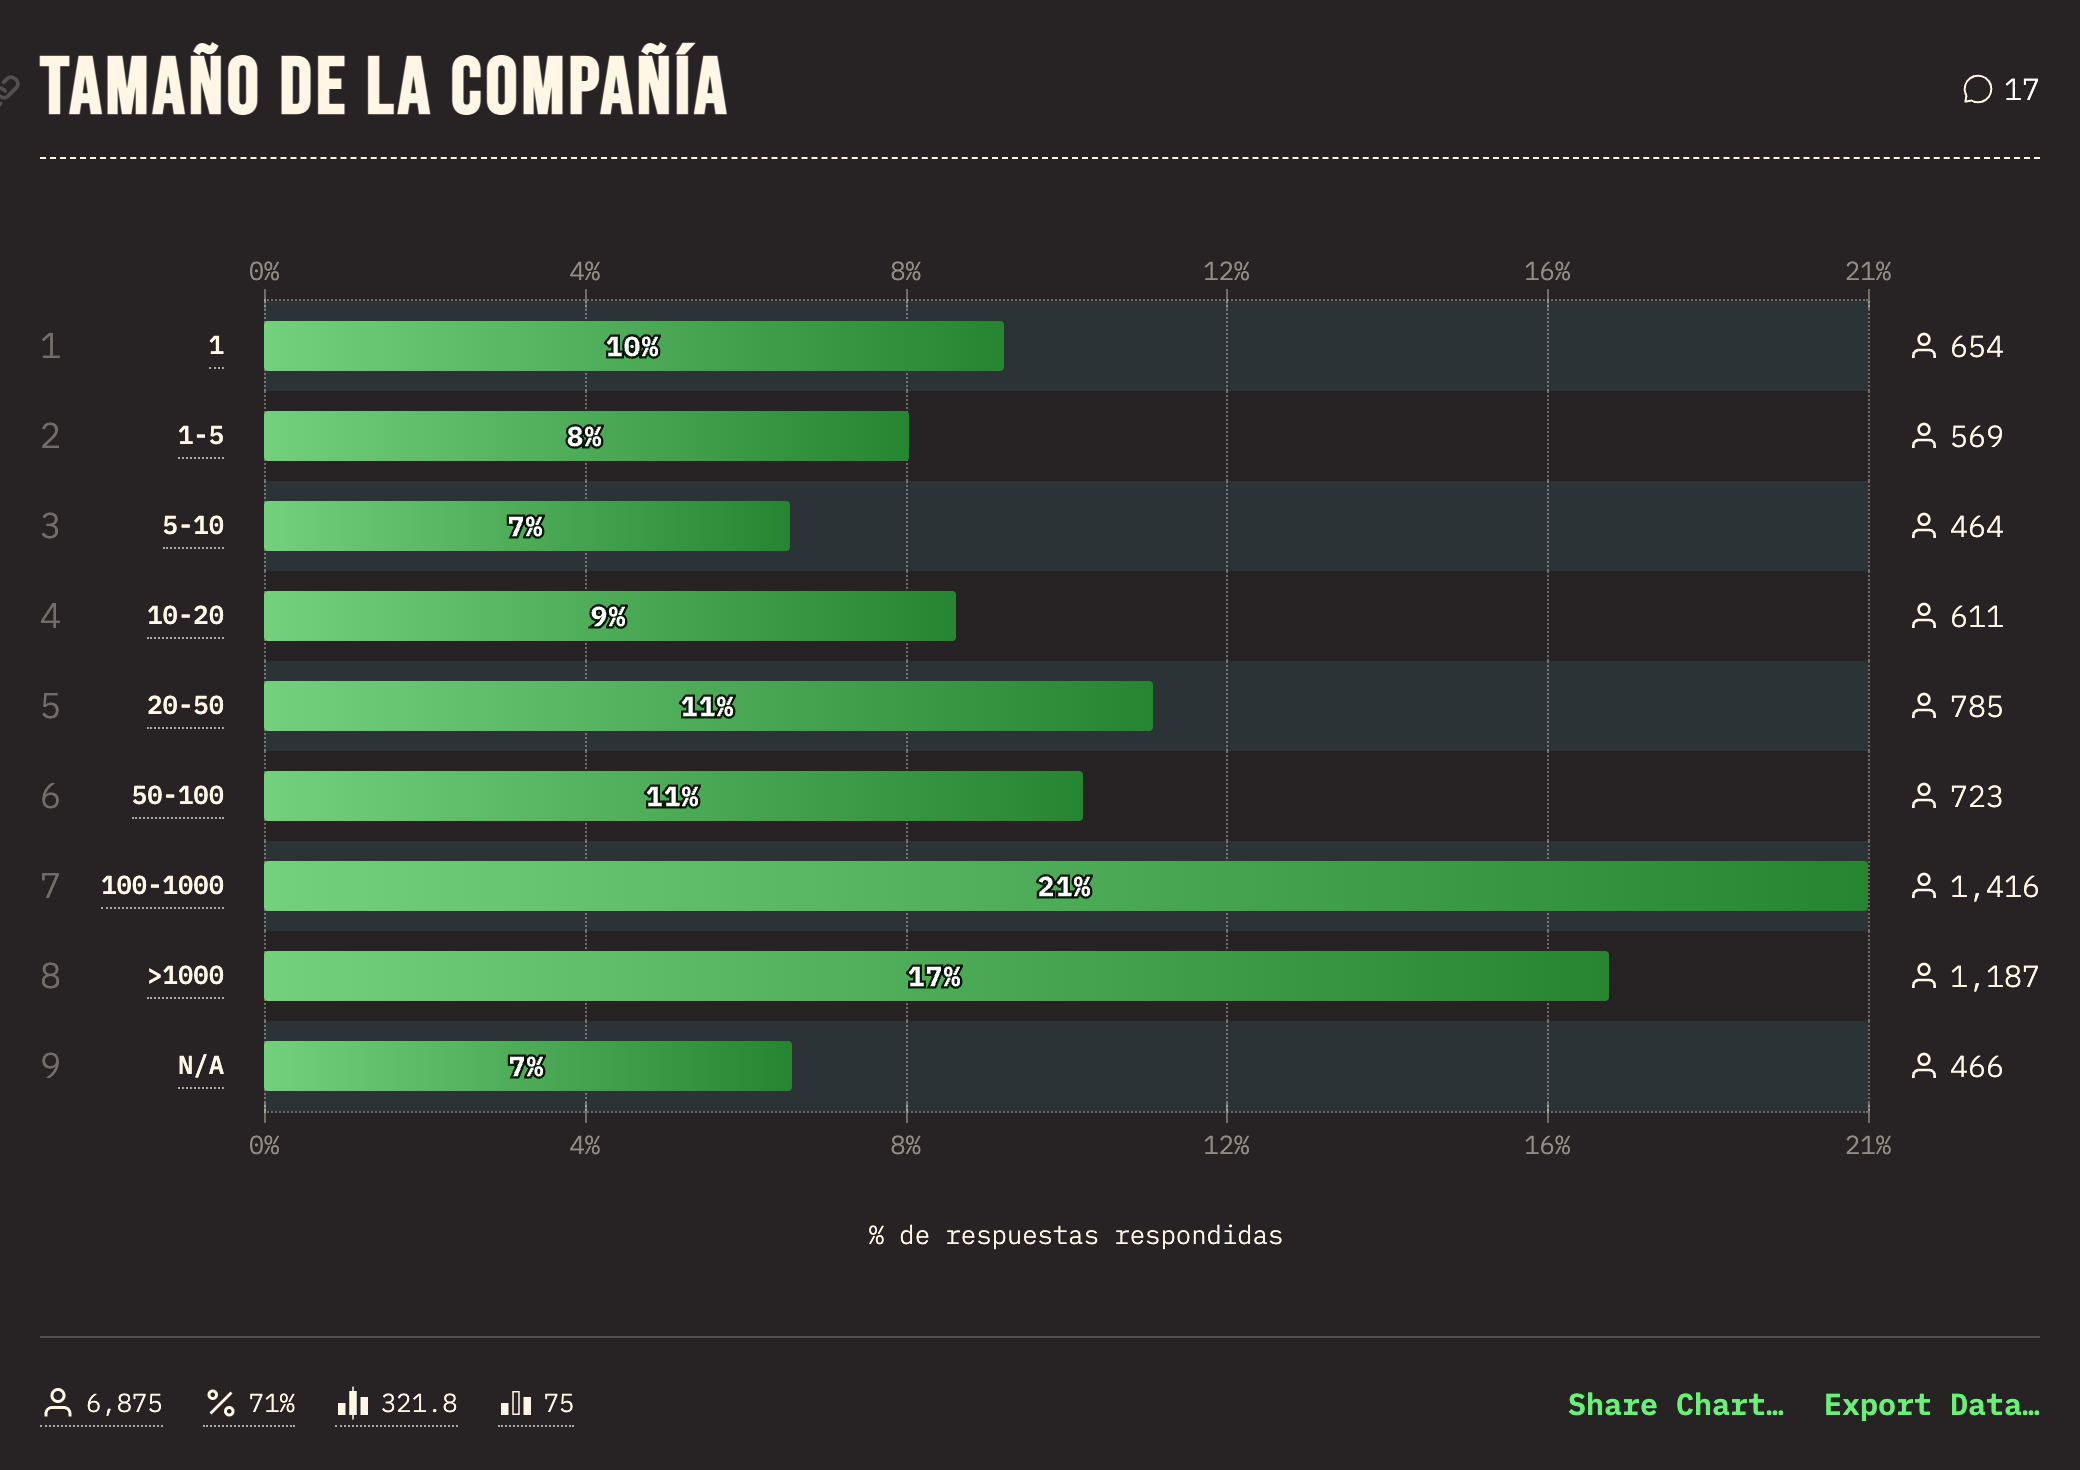 TAMAÑO DE LA COMPAÑÍA
17
0% 4% 8% 12% 16% 21%
1 1 10% 654
2 1-5 8% 569
3 5-10 7% 464
4 10-20 9% 611
5 20-50 11% 785
6 50-100 11% 723
7 100-1000 21% 1,416
8 >1000 17% 1,187
9 N/A 7% 466
0% 4% 8% 12% 16% 21%
% de respuestas respondidas
6,875 71% 321.8 75 Share Chart… Export Data…